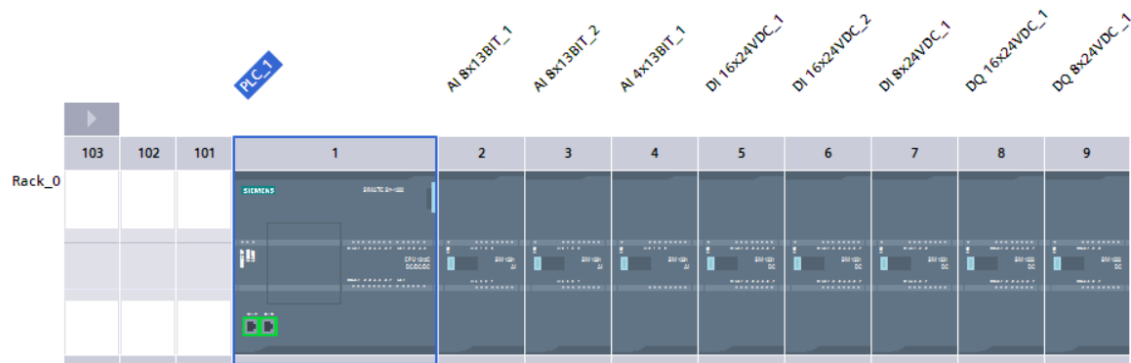 PLC_1
AI 8x13BIT_1
AI 8x13BIT_2
AI 4x13BIT_1
DI 16x24VDC_1
DI 16x24VDC_2
DI 8x24VDC_1
DQ 16x24VDC_1
DQ 8x24VDC_1
103 102 101 1 2 3 4 5 6 7 8 9
Rack_0
SIEMENS